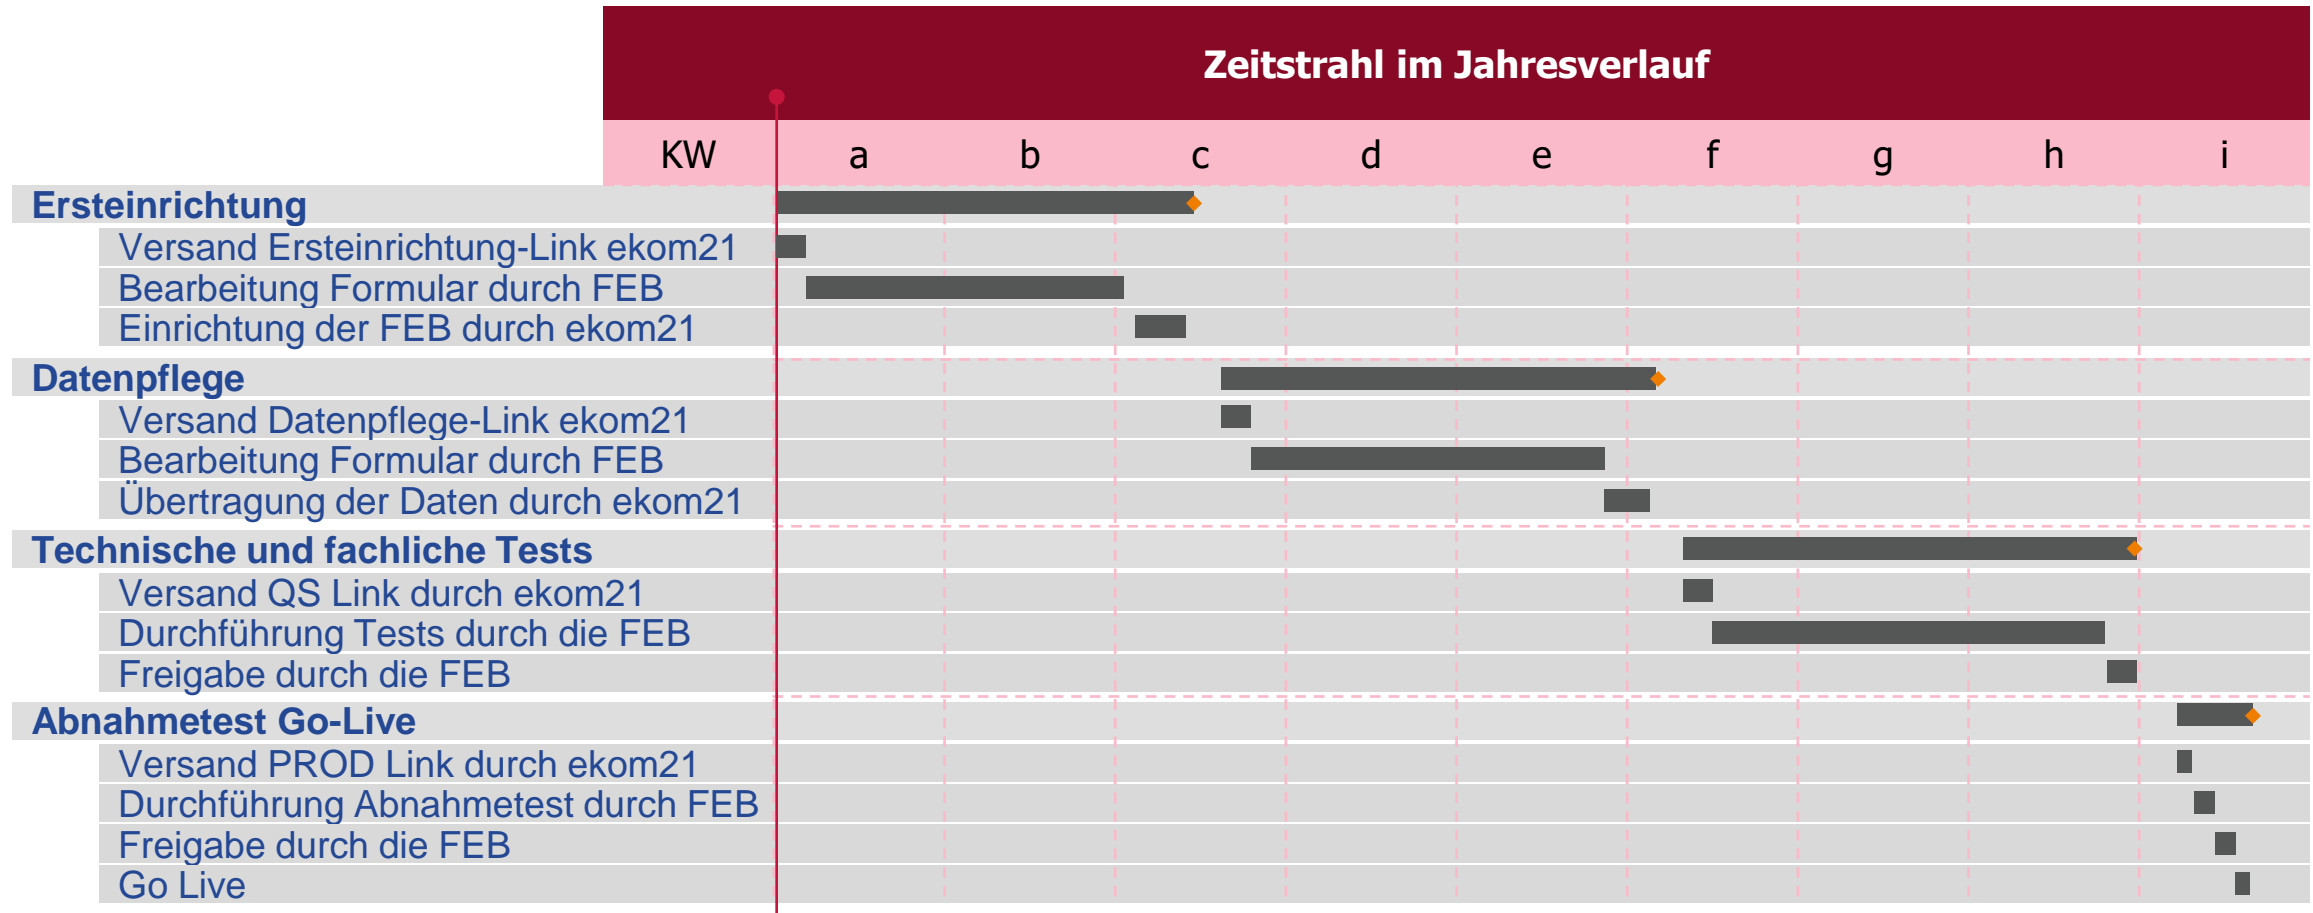 Zeitstrahl im Jahresverlauf
KW a b c d e f g h i
Ersteinrichtung
Versand Ersteinrichtung-Link ekom21
Bearbeitung Formular durch FEB
Einrichtung der FEB durch ekom21
Datenpflege
Versand Datenpflege-Link ekom21
Bearbeitung Formular durch FEB
Übertragung der Daten durch ekom21
Technische und fachliche Tests
Versand QS Link durch ekom21
Durchführung Tests durch die FEB
Freigabe durch die FEB
Abnahmetest Go-Live
Versand PROD Link durch ekom21
Durchführung Abnahmetest durch FEB
Freigabe durch die FEB
Go Live